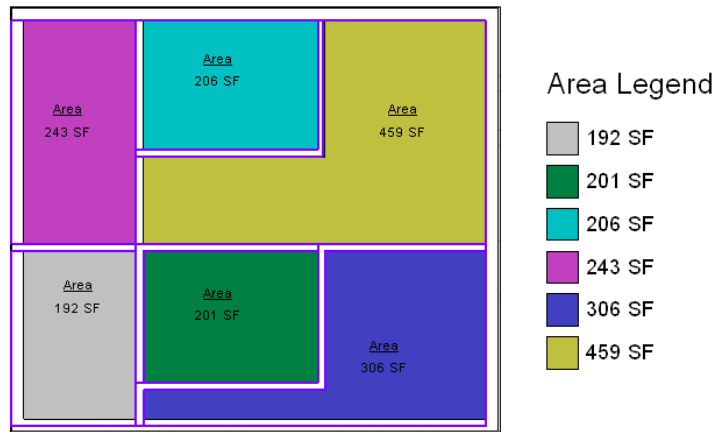 Area
206 SF
Area
243 SF
Area
459 SF
Area
192 SF
Area
201 SF
Area
306 SF
Area Legend
192 SF
201 SF
206 SF
243 SF
306 SF
459 SF